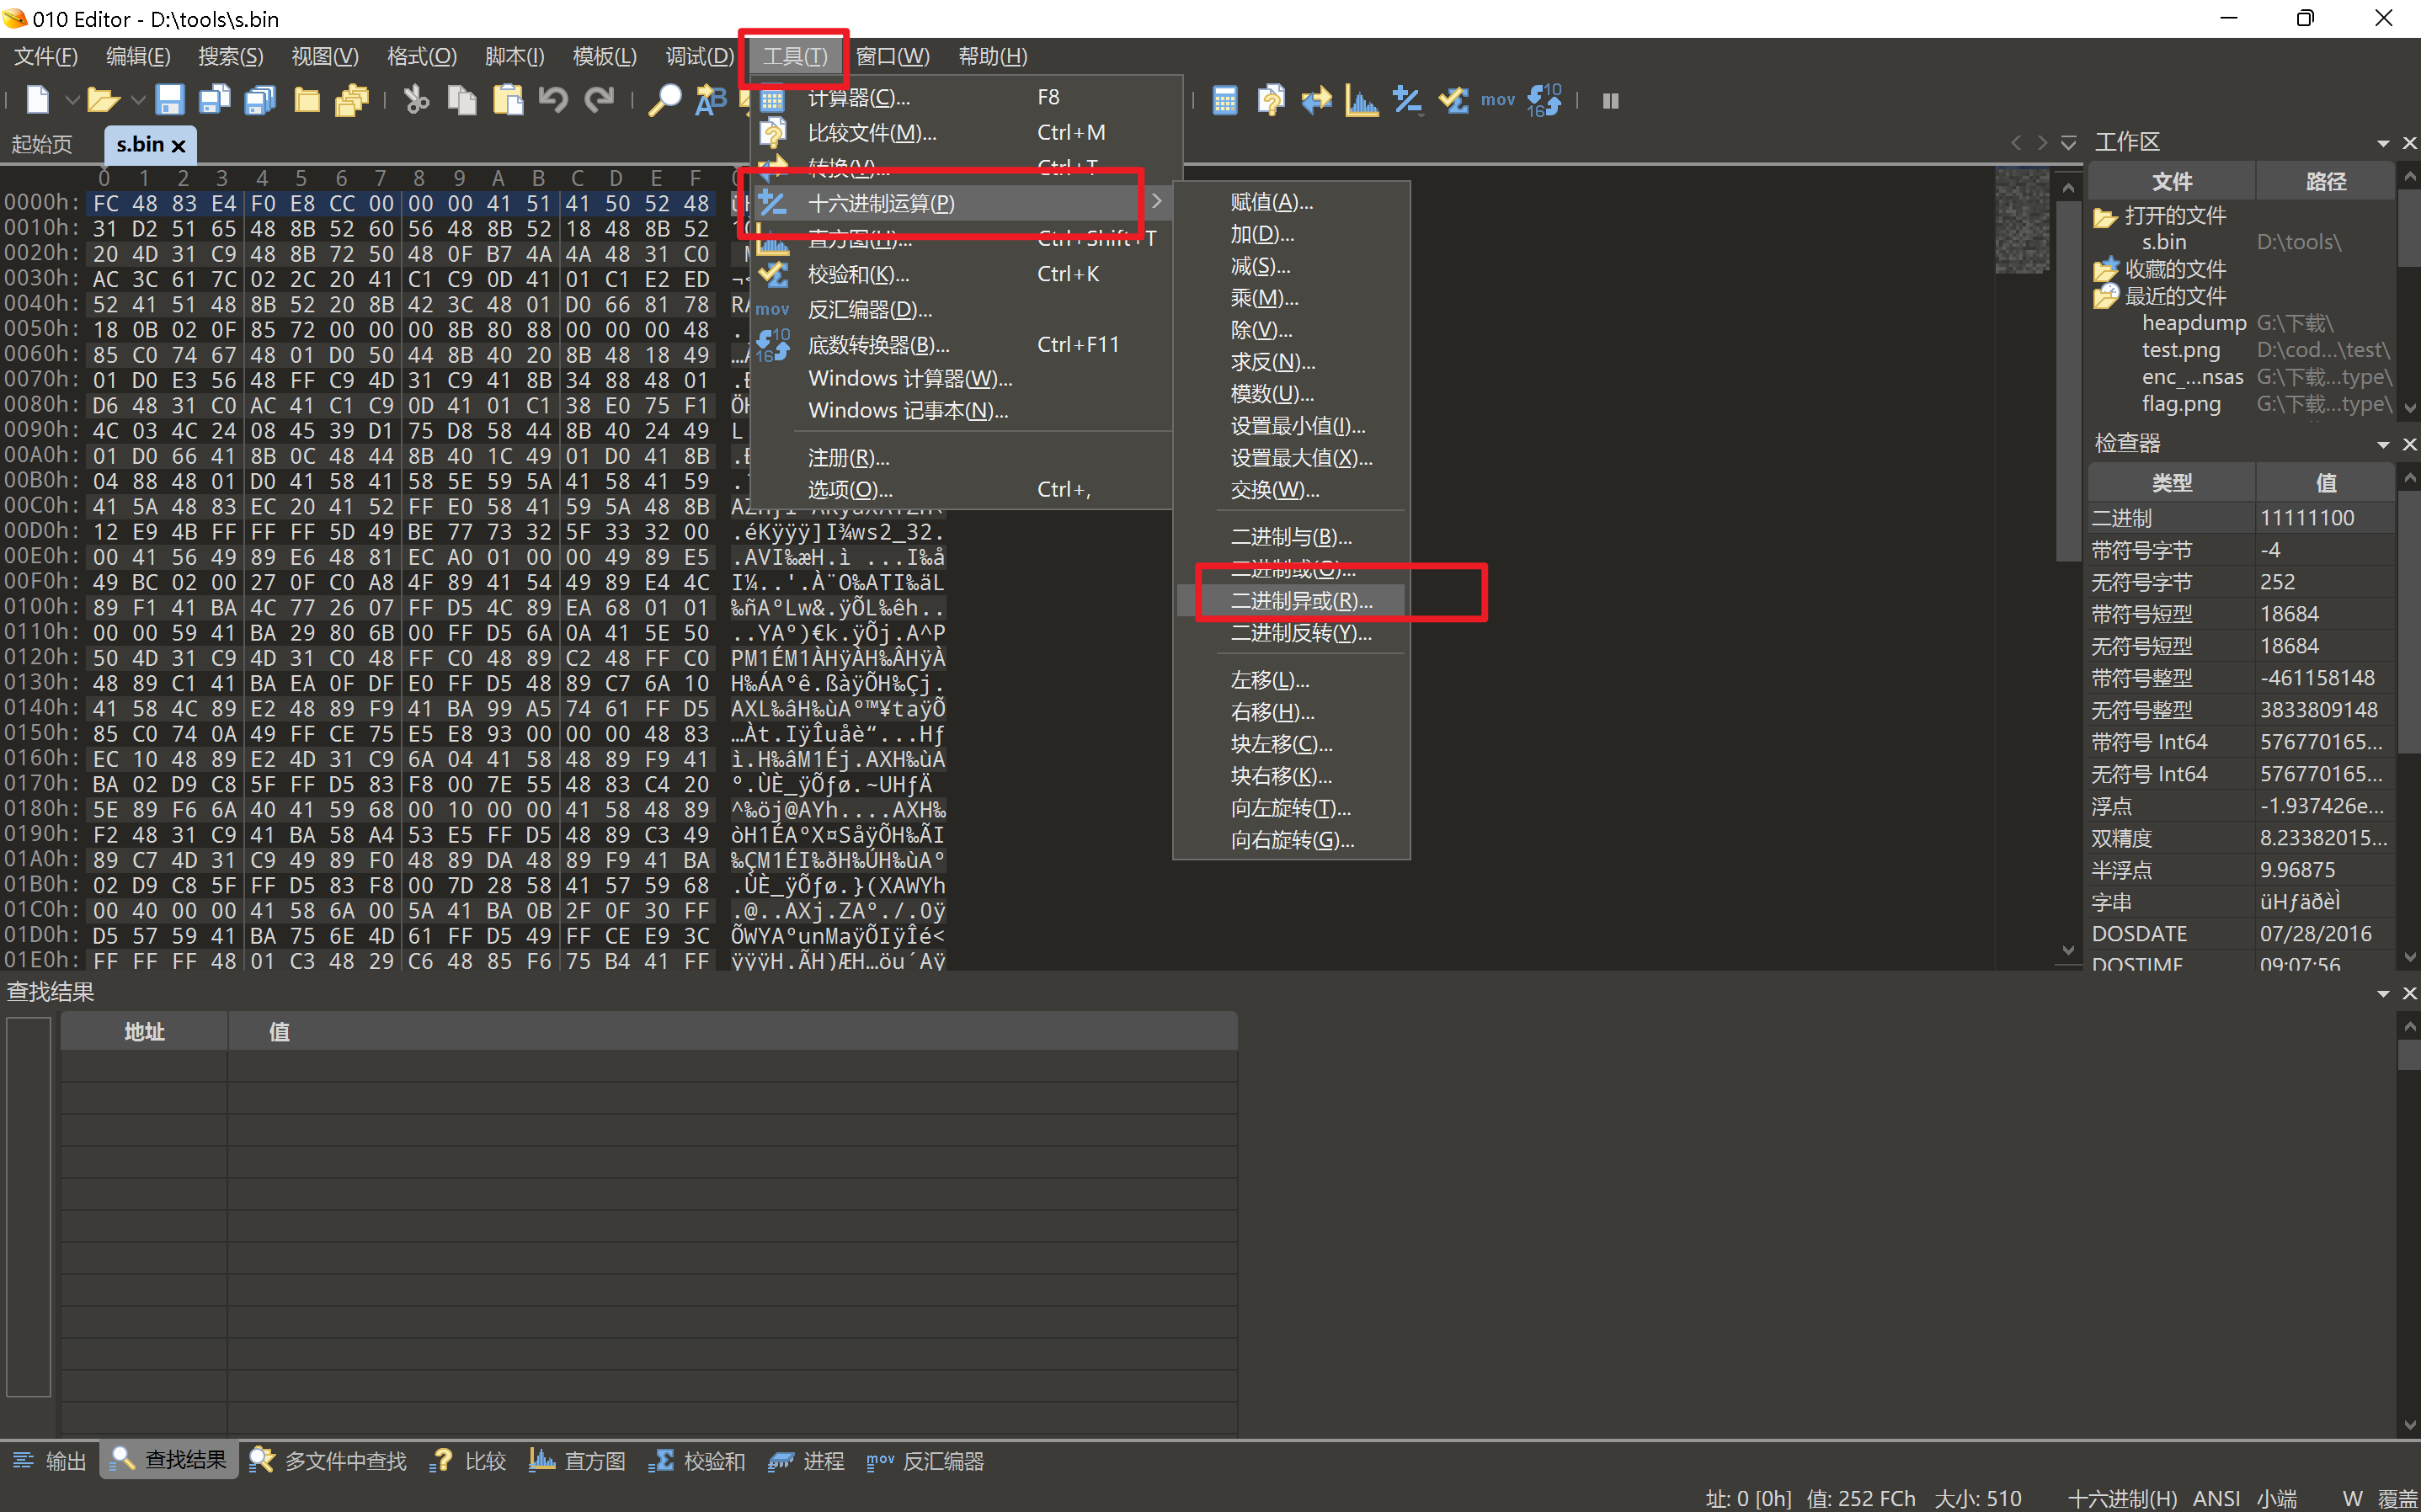 010 Editor - D:\tools\s.bin
文件(F) 编辑(E) 搜索(S) 视图(V) 格式(O) 脚本(I) 模板(L) 调试(D) 工具(T) 窗口(W) 帮助(H)
起始页 s.bin
计算器(C)... F8
比较文件(M)... Ctrl+M
转换(V)... Ctrl+T
十六进制运算(P)
直方图(H)... Ctrl+Shift+T
校验和(K)... Ctrl+K
mov 反汇编器(D)...
底数转换器(B)... Ctrl+F11
Windows 计算器(W)...
Windows 记事本(N)...
注册(R)...
选项(O)... Ctrl+,
赋值(A)...
加(D)...
减(S)...
乘(M)...
除(V)...
求反(N)...
模数(U)...
设置最小值(I)...
设置最大值(X)...
交换(W)...
二进制与(B)...
二进制或(O)...
二进制异或(R)...
二进制反转(Y)...
左移(L)...
右移(H)...
块左移(C)...
块右移(K)...
向左旋转(T)...
向右旋转(G)...
0 1 2 3 4 5 6 7 8 9 A B C D E F
0000h: FC 48 83 E4 F0 E8 CC 00 00 00 41 51 41 50 52 48
0010h: 31 D2 51 65 48 8B 52 60 56 48 8B 52 18 48 8B 52
0020h: 20 4D 31 C9 48 8B 72 50 48 0F B7 4A 4A 48 31 C0
0030h: AC 3C 61 7C 02 2C 20 41 C1 C9 0D 41 01 C1 E2 ED
0040h: 52 41 51 48 8B 52 20 8B 42 3C 48 01 D0 66 81 78
0050h: 18 0B 02 0F 85 72 00 00 00 8B 80 88 00 00 00 48
0060h: 85 C0 74 67 48 01 D0 50 44 8B 40 20 8B 48 18 49
0070h: 01 D0 E3 56 48 FF C9 4D 31 C9 41 8B 34 88 48 01
0080h: D6 48 31 C0 AC 41 C1 C9 0D 41 01 C1 38 E0 75 F1
0090h: 4C 03 4C 24 08 45 39 D1 75 D8 58 44 8B 40 24 49
00A0h: 01 D0 66 41 8B 0C 48 44 8B 40 1C 49 01 D0 41 8B
00B0h: 04 88 48 01 D0 41 58 41 58 5E 59 5A 41 58 41 59
00C0h: 41 5A 48 83 EC 20 41 52 FF E0 58 41 59 5A 48 8B
00D0h: 12 E9 4B FF FF FF 5D 49 BE 77 73 32 5F 33 32 00 .éKÿÿÿ]I¾ws2_32.
00E0h: 00 41 56 49 89 E6 48 81 EC A0 01 00 00 49 89 E5 .AVI‰æH.ì ...I‰å
00F0h: 49 BC 02 00 27 0F C0 A8 4F 89 41 54 49 89 E4 4C I¼..'.À¨O‰ATI‰äL
0100h: 89 F1 41 BA 4C 77 26 07 FF D5 4C 89 EA 68 01 01 ‰ñAºLw&.ÿÕL‰êh..
0110h: 00 00 59 41 BA 29 80 6B 00 FF D5 6A 0A 41 5E 50 ..YAº)€k.ÿÕj.A^P
0120h: 50 4D 31 C9 4D 31 C0 48 FF C0 48 89 C2 48 FF C0 PM1ÉM1ÀHÿÀH‰ÂHÿÀ
0130h: 48 89 C1 41 BA EA 0F DF E0 FF D5 48 89 C7 6A 10 H‰ÁAºê.ßàÿÕH‰Çj.
0140h: 41 58 4C 89 E2 48 89 F9 41 BA 99 A5 74 61 FF D5 AXL‰âH‰ùAº™¥taÿÕ
0150h: 85 C0 74 0A 49 FF CE 75 E5 E8 93 00 00 00 48 83 …Àt.IÿÎuåè“...Hƒ
0160h: EC 10 48 89 E2 4D 31 C9 6A 04 41 58 48 89 F9 41 ì.H‰âM1Éj.AXH‰ùA
0170h: BA 02 D9 C8 5F FF D5 83 F8 00 7E 55 48 83 C4 20 º.ÙÈ_ÿÕƒø.~UHƒÄ
0180h: 5E 89 F6 6A 40 41 59 68 00 10 00 00 41 58 48 89 ^‰öj@AYh....AXH‰
0190h: F2 48 31 C9 41 BA 58 A4 53 E5 FF D5 48 89 C3 49 òH1ÉAºX¤SåÿÕH‰ÃI
01A0h: 89 C7 4D 31 C9 49 89 F0 48 89 DA 48 89 F9 41 BA ‰ÇM1ÉI‰ðH‰ÚH‰ùAº
01B0h: 02 D9 C8 5F FF D5 83 F8 00 7D 28 58 41 57 59 68 .ÙÈ_ÿÕƒø.}(XAWYh
01C0h: 00 40 00 00 41 58 6A 00 5A 41 BA 0B 2F 0F 30 FF .@..AXj.ZAº./.0ÿ
01D0h: D5 57 59 41 BA 75 6E 4D 61 FF D5 49 FF CE E9 3C ÕWYAºunMaÿÕIÿÎé<
01E0h: FF FF FF 48 01 C3 48 29 C6 48 85 F6 75 B4 41 FF ÿÿÿH.ÃH)ÆH…öu´Aÿ
工作区
文件 路径
打开的文件
s.bin D:\tools\
收藏的文件
最近的文件
heapdump G:\下载\
test.png D:\cod...\test\
enc_...nsas G:\下载...type\
flag.png G:\下载...type\
检查器
类型 值
二进制 11111100
带符号字节 -4
无符号字节 252
带符号短型 18684
无符号短型 18684
带符号整型 -461158148
无符号整型 3833809148
带符号 Int64 576770165...
无符号 Int64 576770165...
浮点 -1.937426e...
双精度 8.23382015...
半浮点 9.96875
字串 üHƒäðèÌ
DOSDATE 07/28/2016
DOSTIME 09:07:56
查找结果
地址 值
输出 查找结果 多文件中查找 比较 直方图 校验和 进程 mov 反汇编器
址: 0 [0h] 值: 252 FCh 大小: 510 十六进制(H) ANSI 小端 W 覆盖